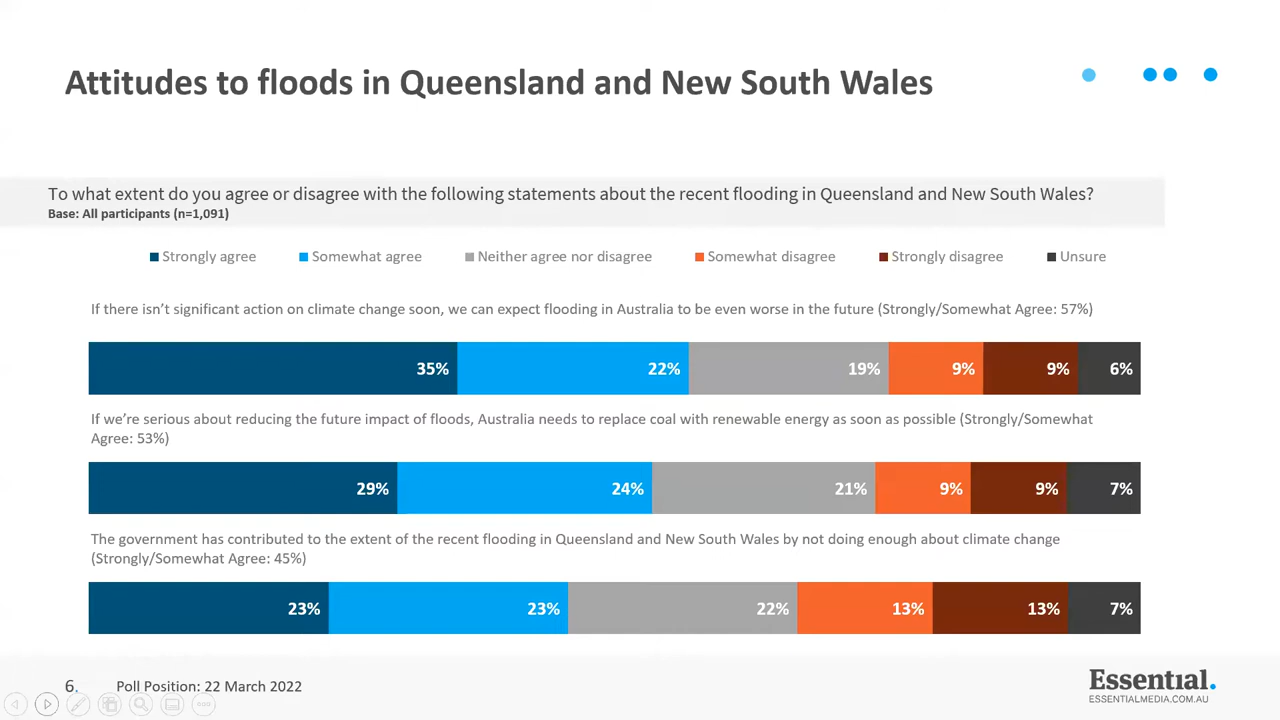 Attitudes to floods in Queensland and New South Wales
To what extent do you agree or disagree with the following statements about the recent flooding in Queensland and New South Wales?
Base: All participants (n=1,091)
Strongly agree Somewhat agree Neither agree nor disagree Somewhat disagree Strongly disagree Unsure
If there isn’t significant action on climate change soon, we can expect flooding in Australia to be even worse in the future (Strongly/Somewhat Agree: 57%)
35% 22% 19% 9% 9% 6%
If we’re serious about reducing the future impact of floods, Australia needs to replace coal with renewable energy as soon as possible (Strongly/Somewhat
Agree: 53%)
29% 24% 21% 9% 9% 7%
The government has contributed to the extent of the recent flooding in Queensland and New South Wales by not doing enough about climate change
(Strongly/Somewhat Agree: 45%)
23% 23% 22% 13% 13% 7%
6. Poll Position: 22 March 2022
Essential.
ESSENTIALMEDIA.COM.AU